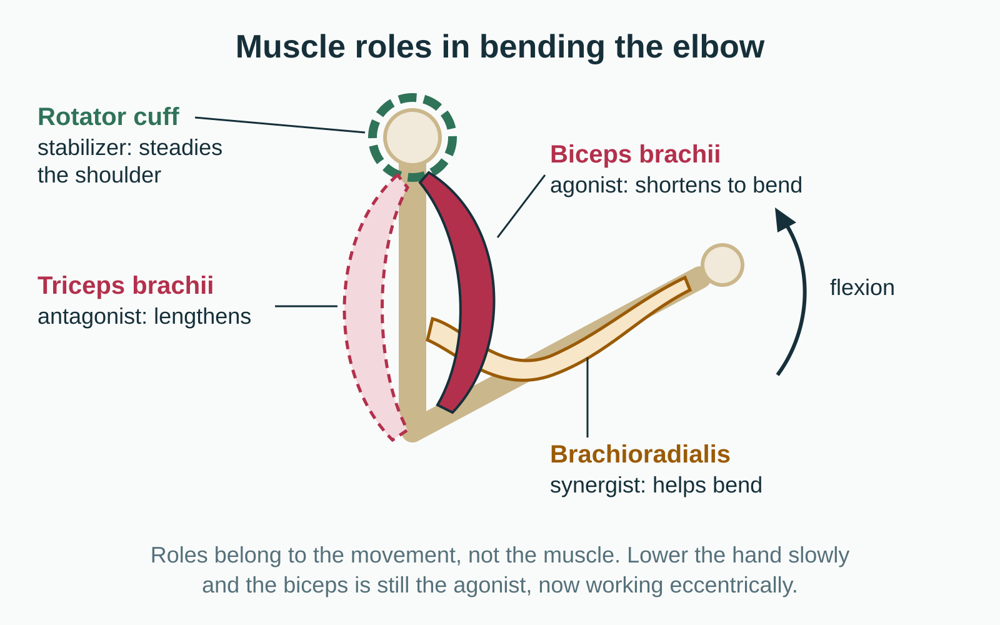 Muscle roles in bending the elbow
Rotator cuff
stabilizer: steadies
the shoulder
Biceps brachii
agonist: shortens to bend
Triceps brachii
antagonist: lengthens
flexion
Brachioradialis
synergist: helps bend
Roles belong to the movement, not the muscle. Lower the hand slowly
and the biceps is still the agonist, now working eccentrically.